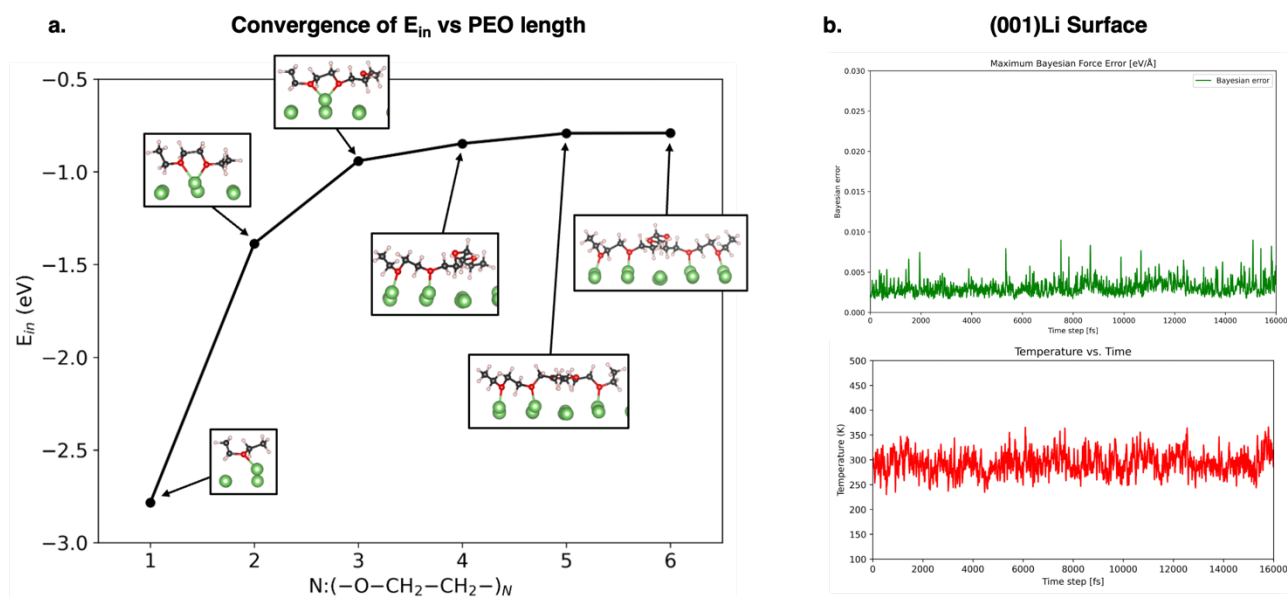 a.
Convergence of E_in vs PEO length
−0.5
−1.0
−1.5
−2.0
−2.5
−3.0
E_in (eV)
1 2 3 4 5 6
N:(−O−CH₂−CH₂−)_N
b.
(001)Li Surface
Maximum Bayesian Force Error [eV/Å]
Bayesian error
0.030
0.025
0.020
0.015
0.010
0.005
0.000
Bayesian error
0 2000 4000 6000 8000 10000 12000 14000 16000
Time step [fs]
Temperature vs. Time
500
450
400
350
300
250
200
150
100
Temperature (K)
0 2000 4000 6000 8000 10000 12000 14000 16000
Time step [fs]